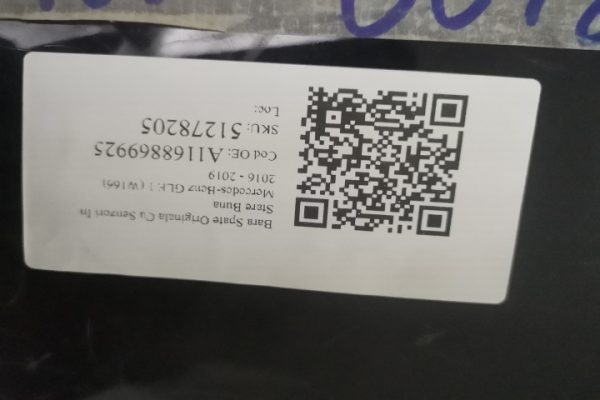 Bara Spate Originala Cu Senzori In
Stare Buna
Mercedes-Benz GLE 1 (W166)
2016 - 2019
Cod OE: A1168869925
SKU: 51278205
Loc: